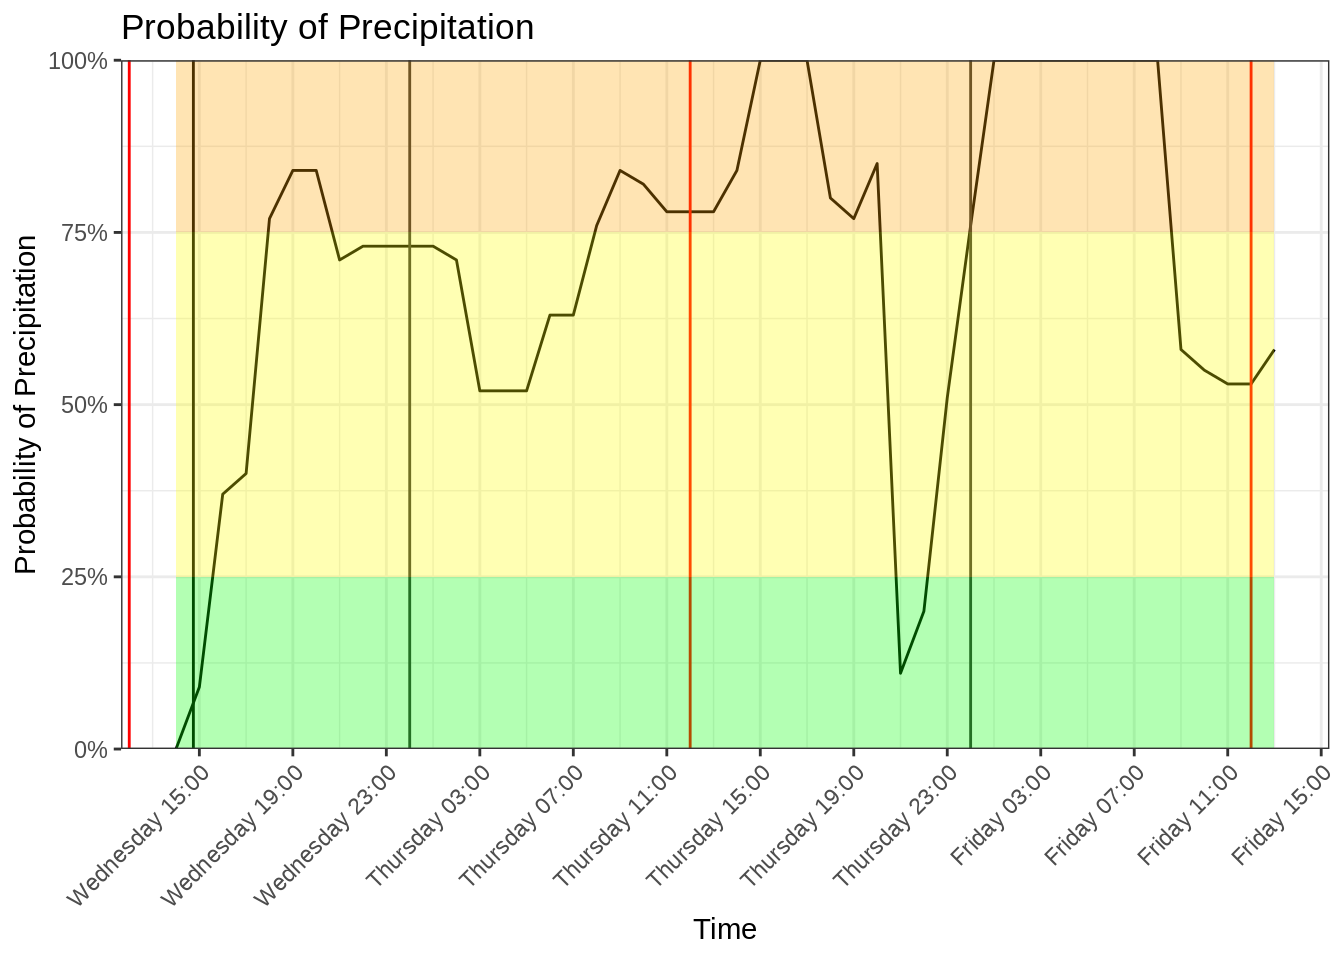 Probability of Precipitation
100%
75%
50%
25%
0%
Probability of Precipitation
Wednesday 15:00
Wednesday 19:00
Wednesday 23:00
Thursday 03:00
Thursday 07:00
Thursday 11:00
Thursday 15:00
Thursday 19:00
Thursday 23:00
Friday 03:00
Friday 07:00
Friday 11:00
Friday 15:00
Time